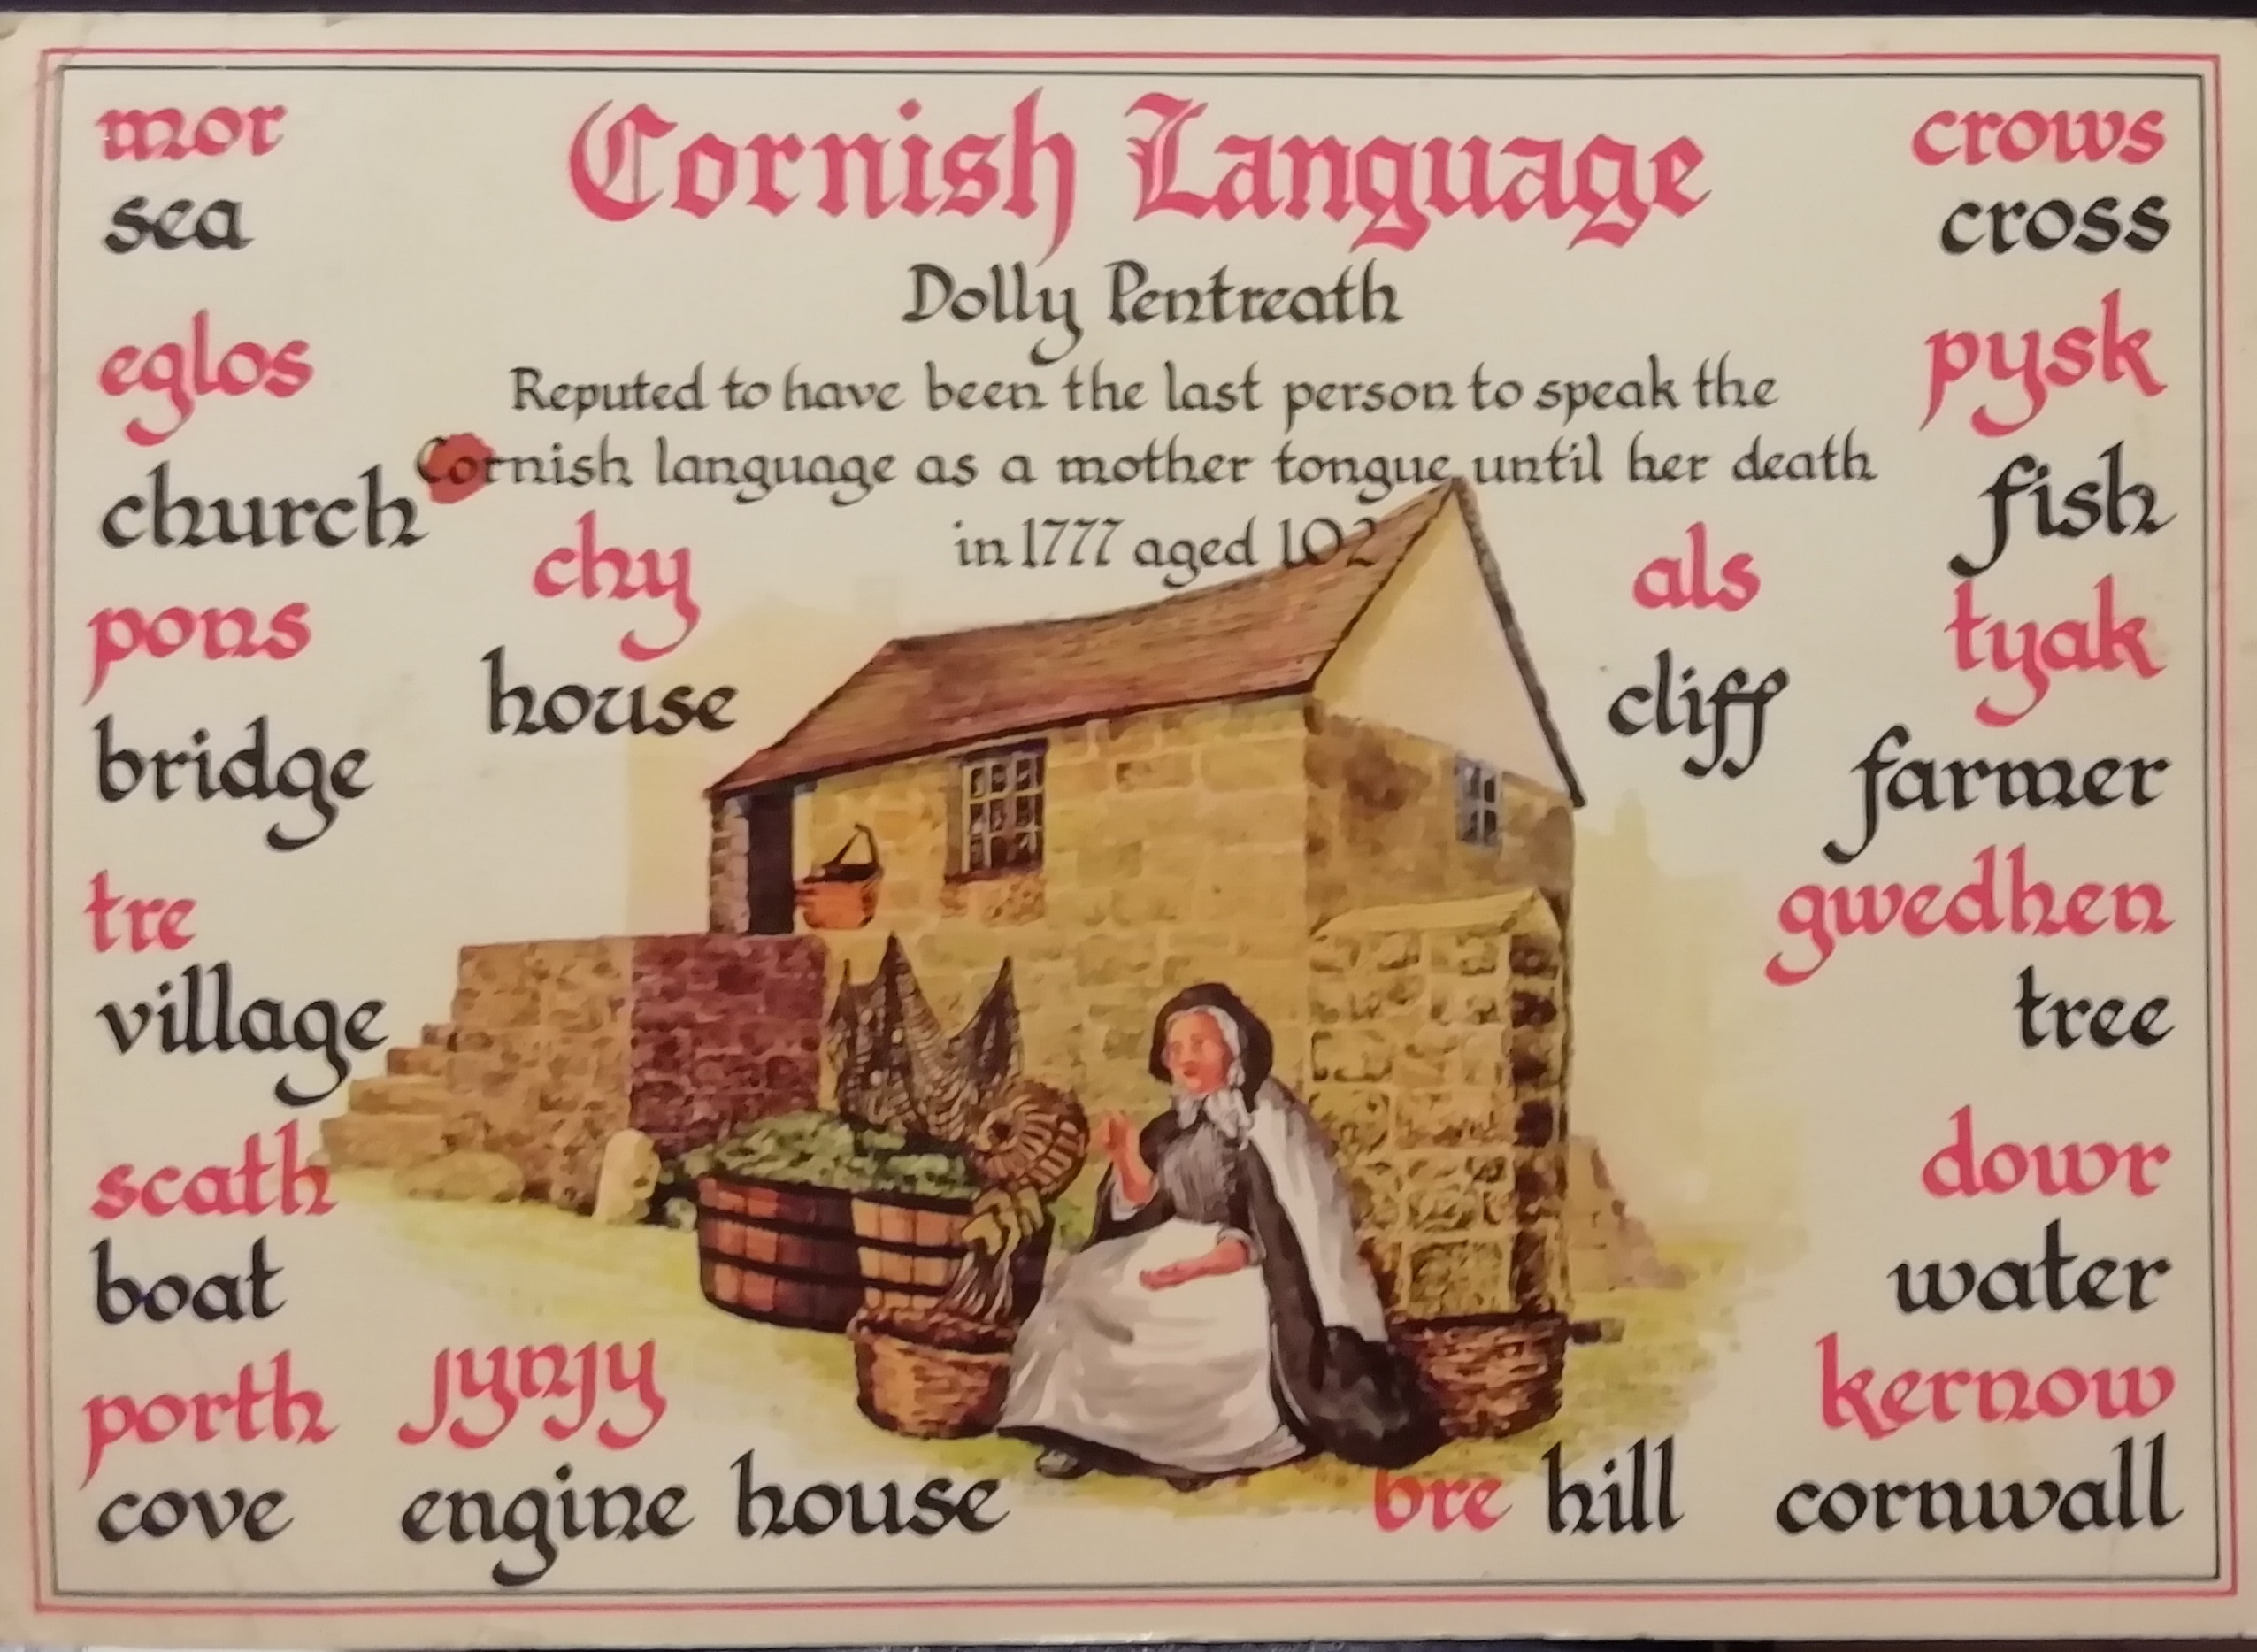 Cornish Language
Dolly Pentreath
Reputed to have been the last person to speak the
Cornish language as a mother tongue until her death
in 1777 aged 102
mor
sea
eglos
church
pons
bridge
tre
village
scath
boat
porth
cove
chy
house
jynjy
engine house
als
cliff
bre hill
crows
cross
pysk
fish
tyak
farmer
gwedhen
tree
dowr
water
kernow
cornwall